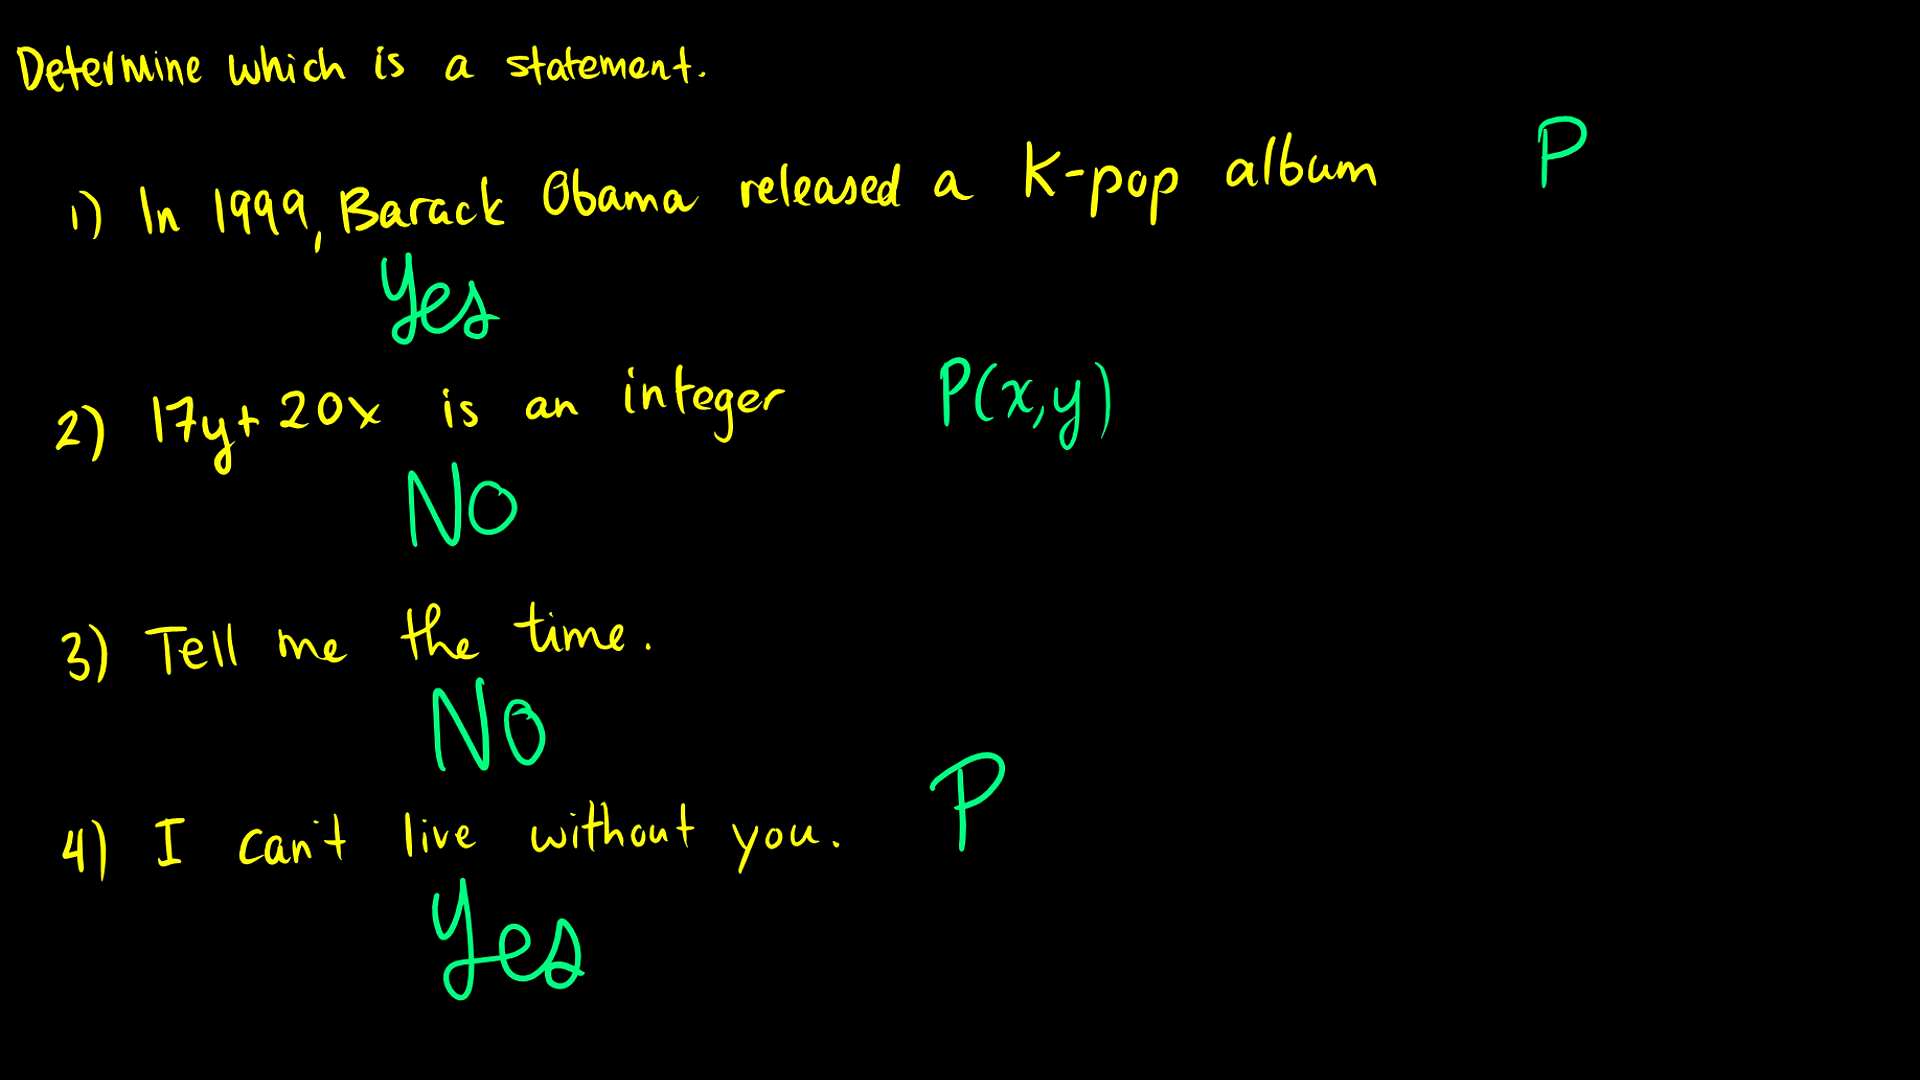 Determine which is a statement.
1) In 1999, Barack Obama released a K-pop album P
Yes
2) 17y + 20x is an integer P(x,y)
No
3) Tell me the time.
No
4) I can't live without you. P
Yes